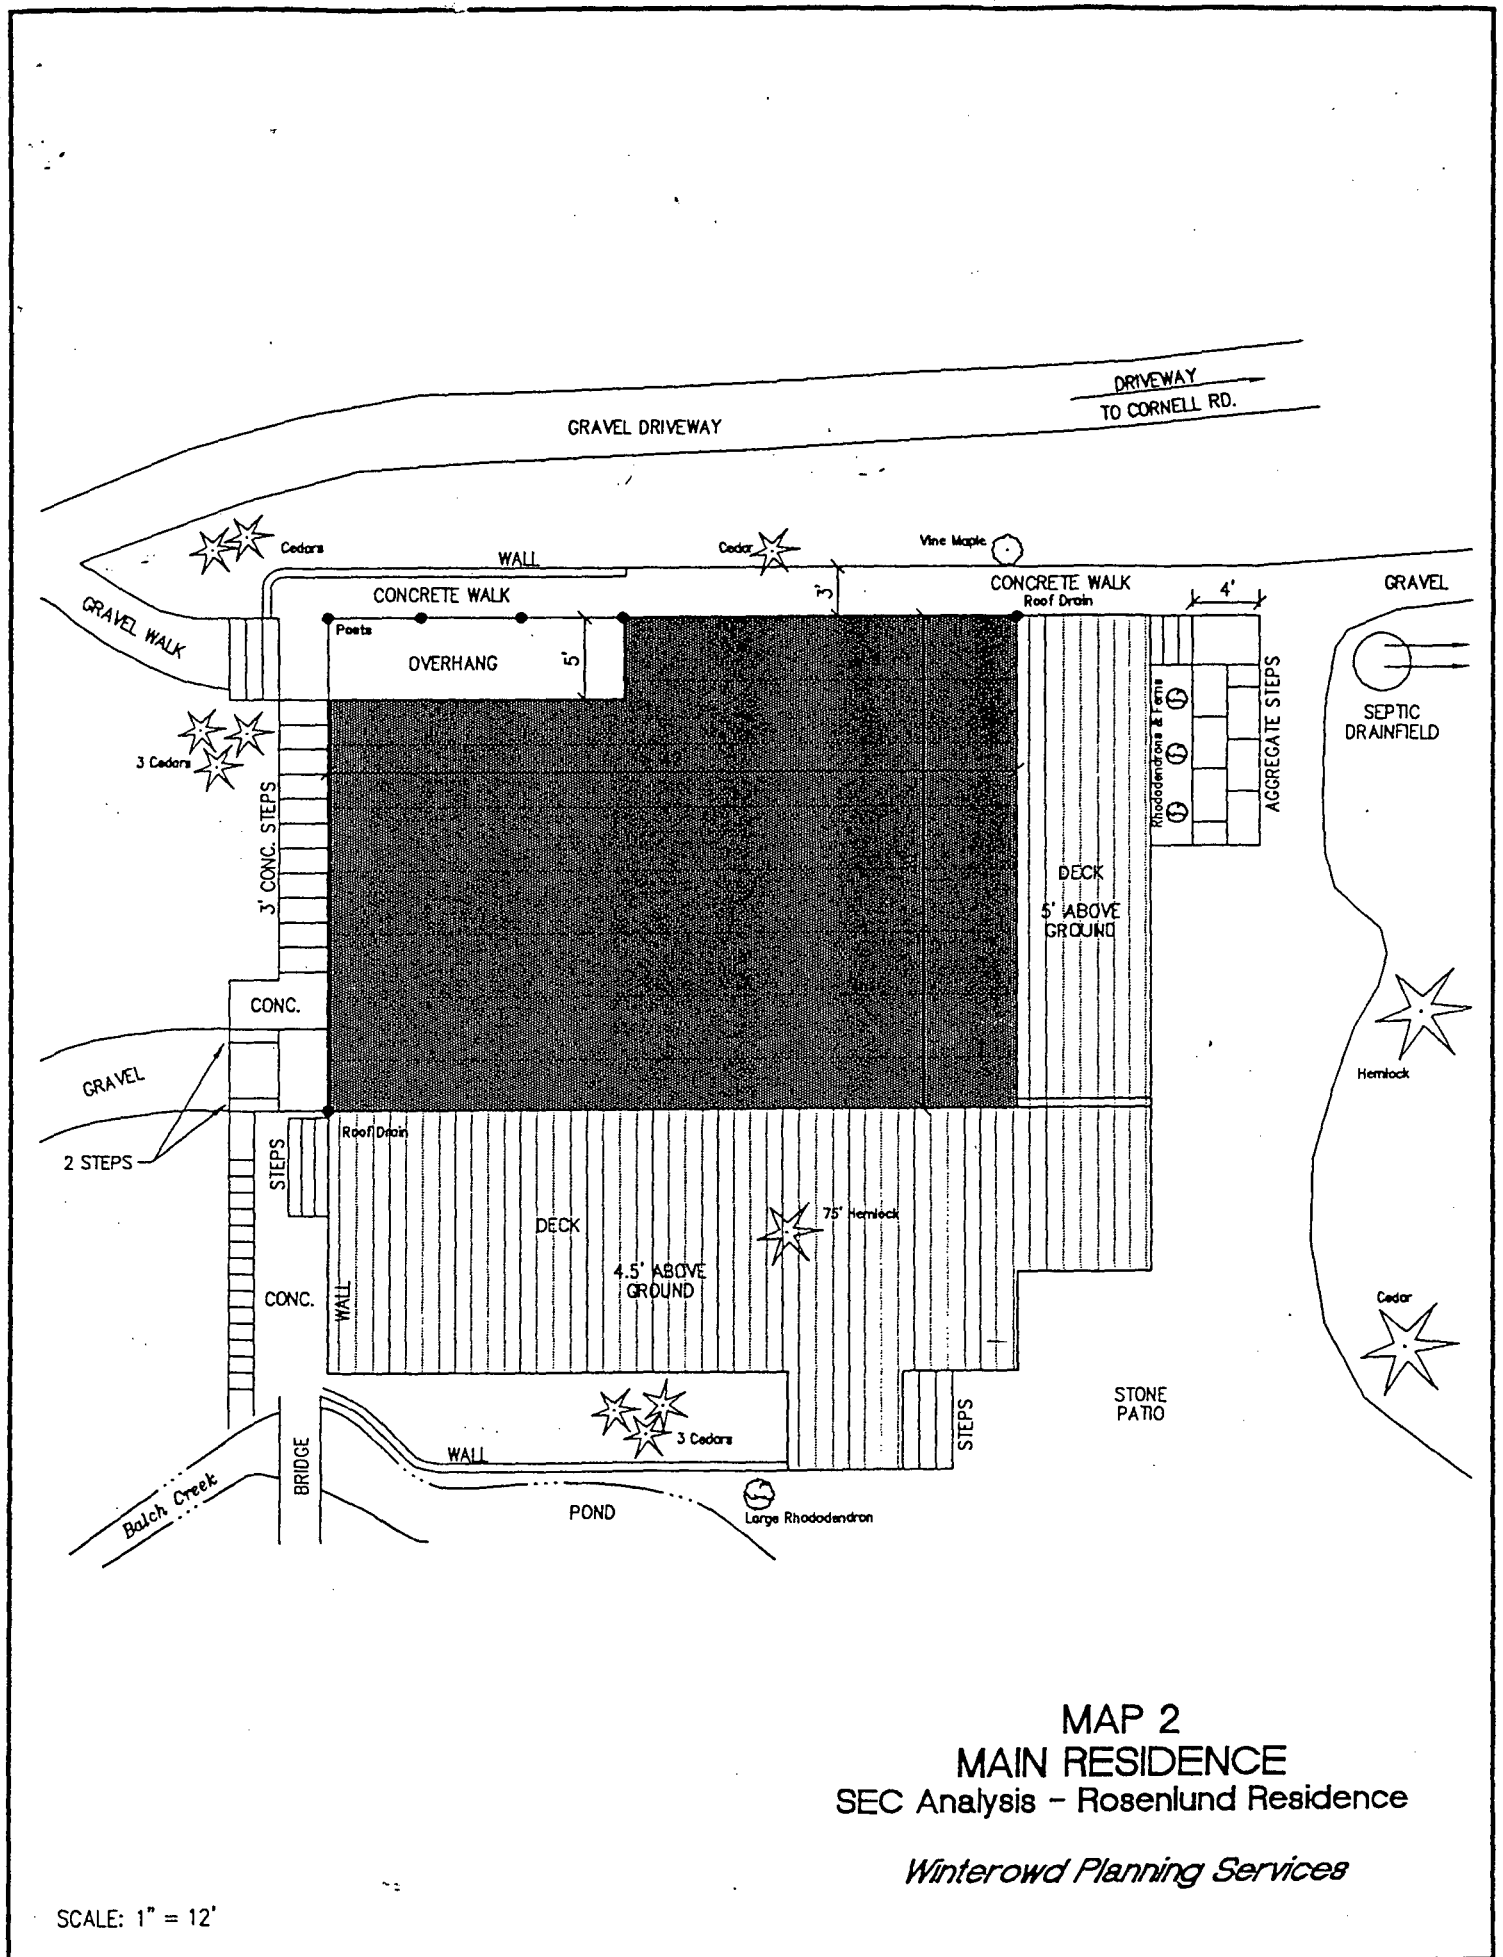 DRIVEWAY
TO CORNELL RD.
GRAVEL DRIVEWAY
Cedars
WALL
Cedar
Vine Maple
CONCRETE WALK
3'
CONCRETE WALK
Roof Drain
4'
GRAVEL
GRAVEL WALK
Posts
OVERHANG
5'
SEPTIC
DRAINFIELD
AGGREGATE STEPS
Rhododendrons & Ferns
3 Cedars
3' CONC. STEPS
DECK
5' ABOVE
GROUND
CONC.
GRAVEL
Hemlock
2 STEPS
STEPS
Roof Drain
DECK
75' Hemlock
4.5' ABOVE
GROUND
CONC.
WALL
Cedar
STONE
PATIO
STEPS
3 Cedars
WALL
BRIDGE
Balch Creek
POND
Large Rhododendron
MAP 2
MAIN RESIDENCE
SEC Analysis - Rosenlund Residence
Winterowd Planning Services
SCALE: 1" = 12'